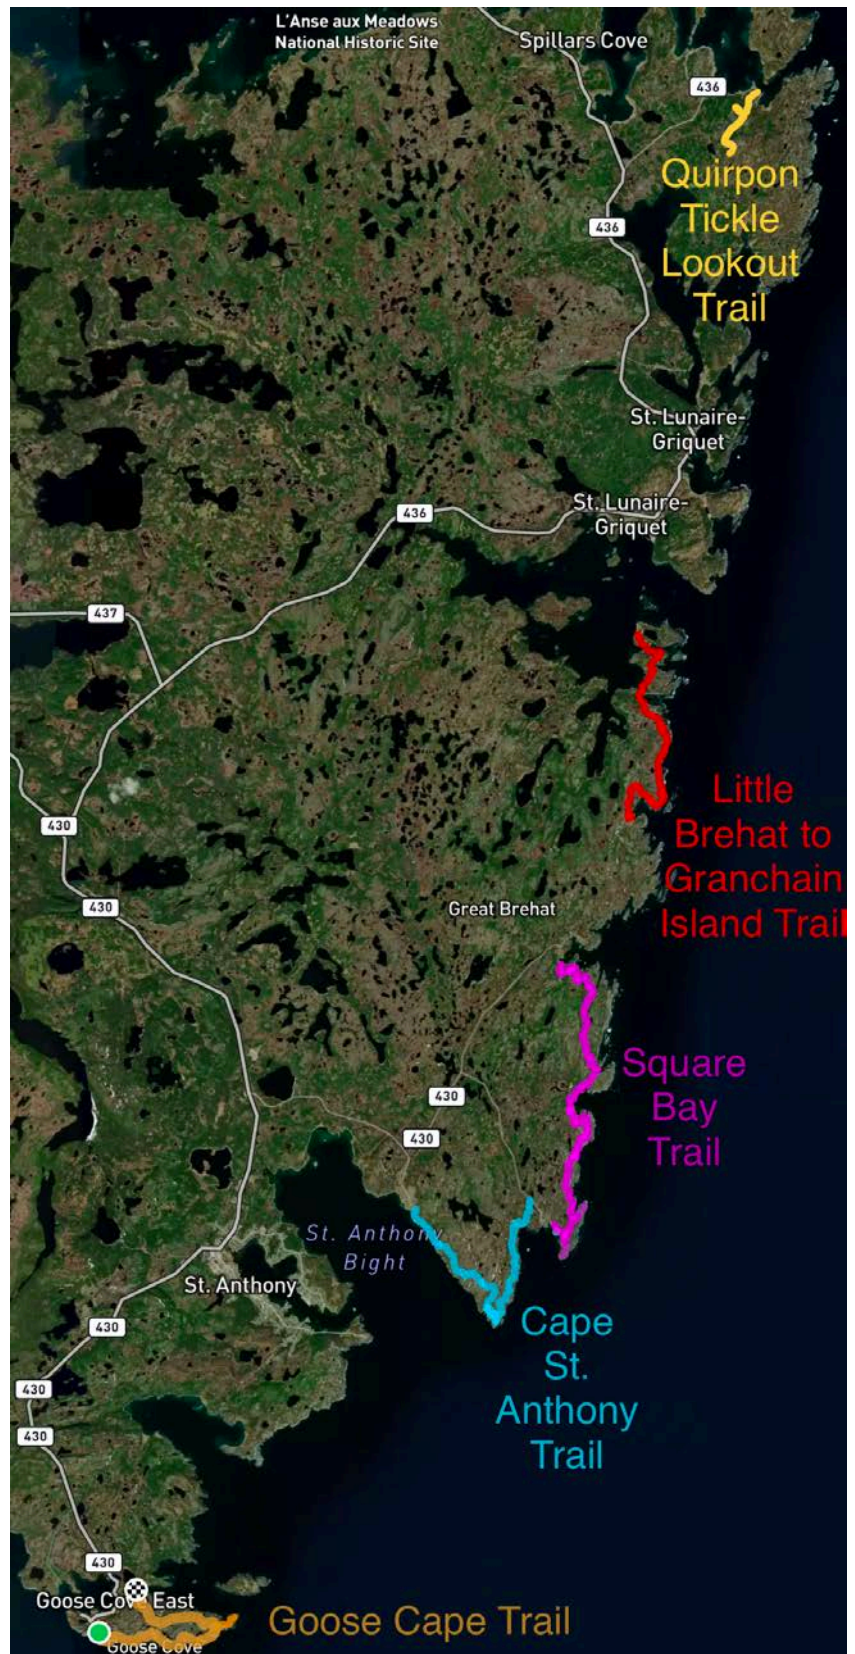 L'Anse aux Meadows
National Historic Site
Spillars Cove
436
Quirpon
Tickle
Lookout
Trail
436
St. Lunaire-
Griquet
St. Lunaire-
Griquet
436
437
430
Little
Brehat to
Granchain
Island Trail
430
Great Brehat
Square
Bay
Trail
430
430
St. Anthony
Bight
St. Anthony
Cape
St.
Anthony
Trail
430
430
430
430
Goose Cove East
Goose Cape Trail
Goose Cove